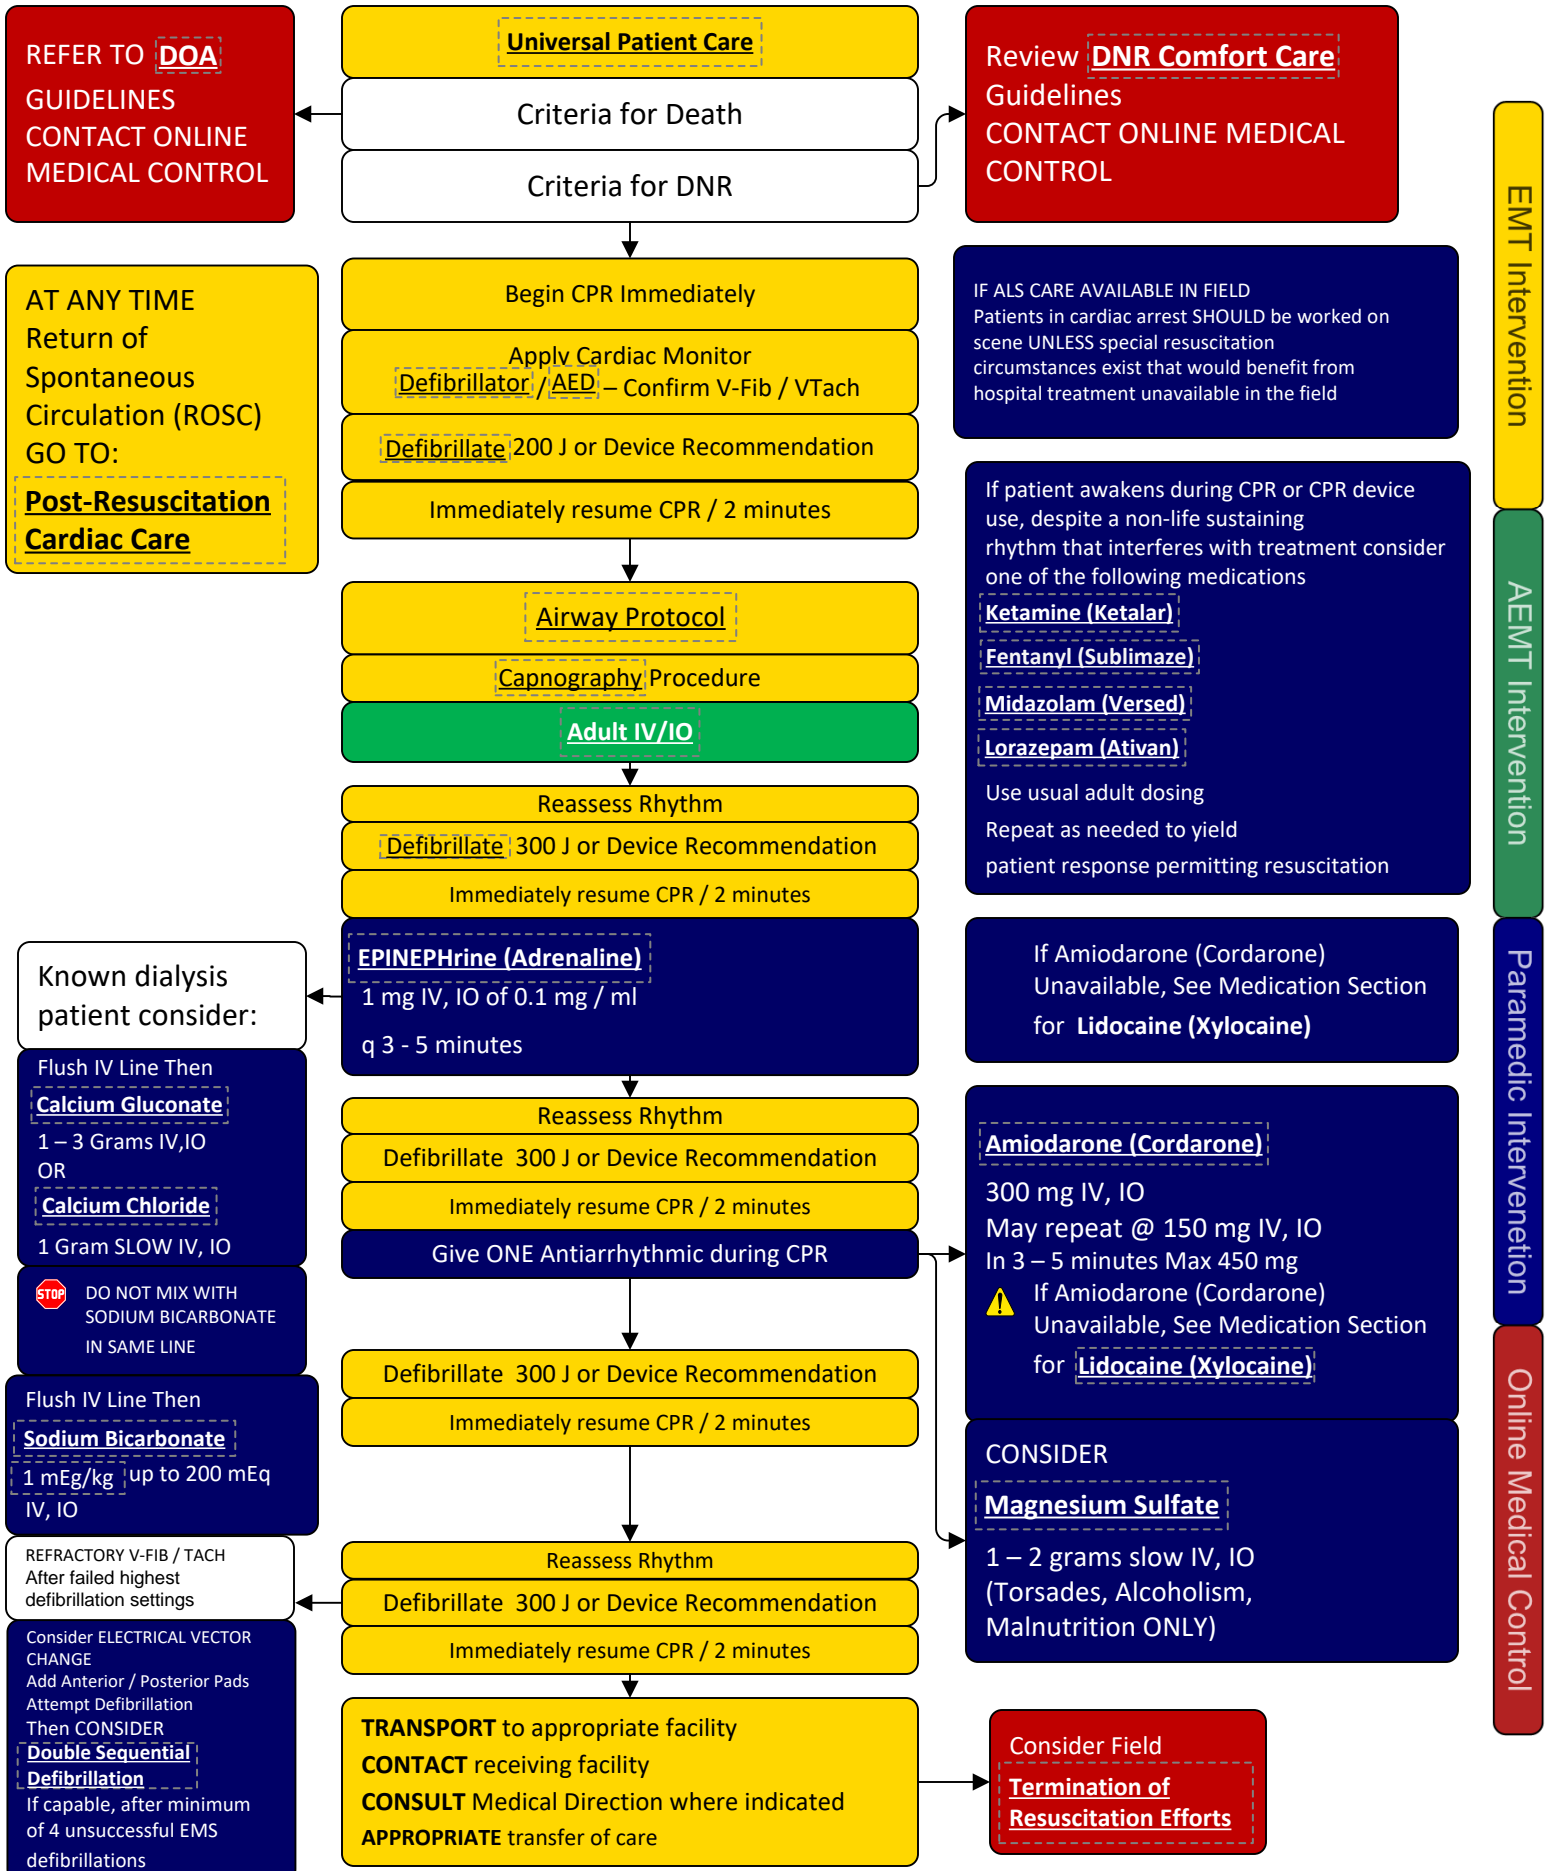 REFER TO DOA
GUIDELINES
CONTACT ONLINE
MEDICAL CONTROL
Universal Patient Care
Criteria for Death
Criteria for DNR
Review DNR Comfort Care
Guidelines
CONTACT ONLINE MEDICAL
CONTROL
AT ANY TIME
Return of
Spontaneous
Circulation (ROSC)
GO TO:
Post-Resuscitation
Cardiac Care
Begin CPR Immediately
Apply Cardiac Monitor
Defibrillator / AED – Confirm V-Fib / VTach
Defibrillate 200 J or Device Recommendation
Immediately resume CPR / 2 minutes
IF ALS CARE AVAILABLE IN FIELD
Patients in cardiac arrest SHOULD be worked on
scene UNLESS special resuscitation
circumstances exist that would benefit from
hospital treatment unavailable in the field
Airway Protocol
Capnography Procedure
Adult IV/IO
If patient awakens during CPR or CPR device
use, despite a non-life sustaining
rhythm that interferes with treatment consider
one of the following medications
Ketamine (Ketalar)
Fentanyl (Sublimaze)
Midazolam (Versed)
Lorazepam (Ativan)
Use usual adult dosing
Repeat as needed to yield
patient response permitting resuscitation
Reassess Rhythm
Defibrillate 300 J or Device Recommendation
Immediately resume CPR / 2 minutes
EPINEPHrine (Adrenaline)
1 mg IV, IO of 0.1 mg / ml
q 3 - 5 minutes
If Amiodarone (Cordarone)
Unavailable, See Medication Section
for Lidocaine (Xylocaine)
Known dialysis
patient consider:
Flush IV Line Then
Calcium Gluconate
1 – 3 Grams IV,IO
OR
Calcium Chloride
1 Gram SLOW IV, IO
STOP
DO NOT MIX WITH
SODIUM BICARBONATE
IN SAME LINE
Flush IV Line Then
Sodium Bicarbonate
1 mEg/kg up to 200 mEq
IV, IO
Reassess Rhythm
Defibrillate 300 J or Device Recommendation
Immediately resume CPR / 2 minutes
Give ONE Antiarrhythmic during CPR
Amiodarone (Cordarone)
300 mg IV, IO
May repeat @ 150 mg IV, IO
In 3 – 5 minutes Max 450 mg
If Amiodarone (Cordarone)
Unavailable, See Medication Section
for Lidocaine (Xylocaine)
Defibrillate 300 J or Device Recommendation
Immediately resume CPR / 2 minutes
CONSIDER
Magnesium Sulfate
1 – 2 grams slow IV, IO
(Torsades, Alcoholism,
Malnutrition ONLY)
REFRACTORY V-FIB / TACH
After failed highest
defibrillation settings
Consider ELECTRICAL VECTOR
CHANGE
Add Anterior / Posterior Pads
Attempt Defibrillation
Then CONSIDER
Double Sequential
Defibrillation
If capable, after minimum
of 4 unsuccessful EMS
defibrillations
Reassess Rhythm
Defibrillate 300 J or Device Recommendation
Immediately resume CPR / 2 minutes
TRANSPORT to appropriate facility
CONTACT receiving facility
CONSULT Medical Direction where indicated
APPROPRIATE transfer of care
Consider Field
Termination of
Resuscitation Efforts
EMT Intervention
AEMT Intervention
Paramedic Intervenetion
Online Medical Control